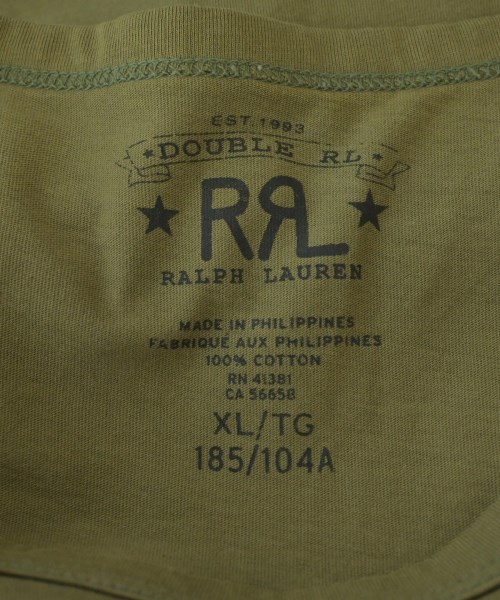 EST. 1993
DOUBLE RL
RRL
RALPH LAUREN
MADE IN PHILIPPINES
FABRIQUÉ AUX PHILIPPINES
100% COTTON
RN 41381
CA 56658
XL/TG
185/104A